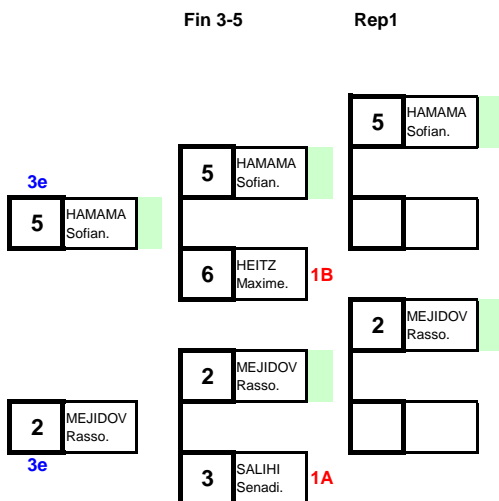 Fin 3-5 Rep1
5 HAMAMA
Sofian.
5 HAMAMA
Sofian.
3e
5 HAMAMA
Sofian.
6 HEITZ
Maxime. 1B
2 MEJIDOV
Rasso.
2 MEJIDOV
Rasso.
2 MEJIDOV
Rasso.
3e
3 SALIHI
Senadi. 1A